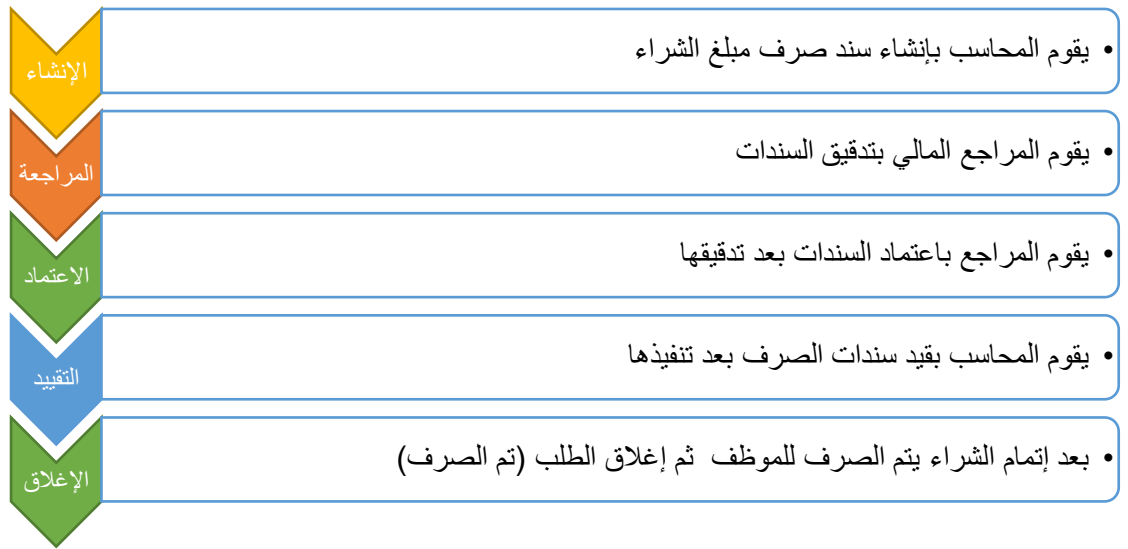 الإنشاء
• يقوم المحاسب بإنشاء سند صرف مبلغ الشراء
المراجعة
• يقوم المراجع المالي بتدقيق السندات
الاعتماد
• يقوم المراجع باعتماد السندات بعد تدقيقها
التقييد
• يقوم المحاسب بقيد سندات الصرف بعد تنفيذها
الإغلاق
• بعد إتمام الشراء يتم الصرف للموظف ثم إغلاق الطلب (تم الصرف)